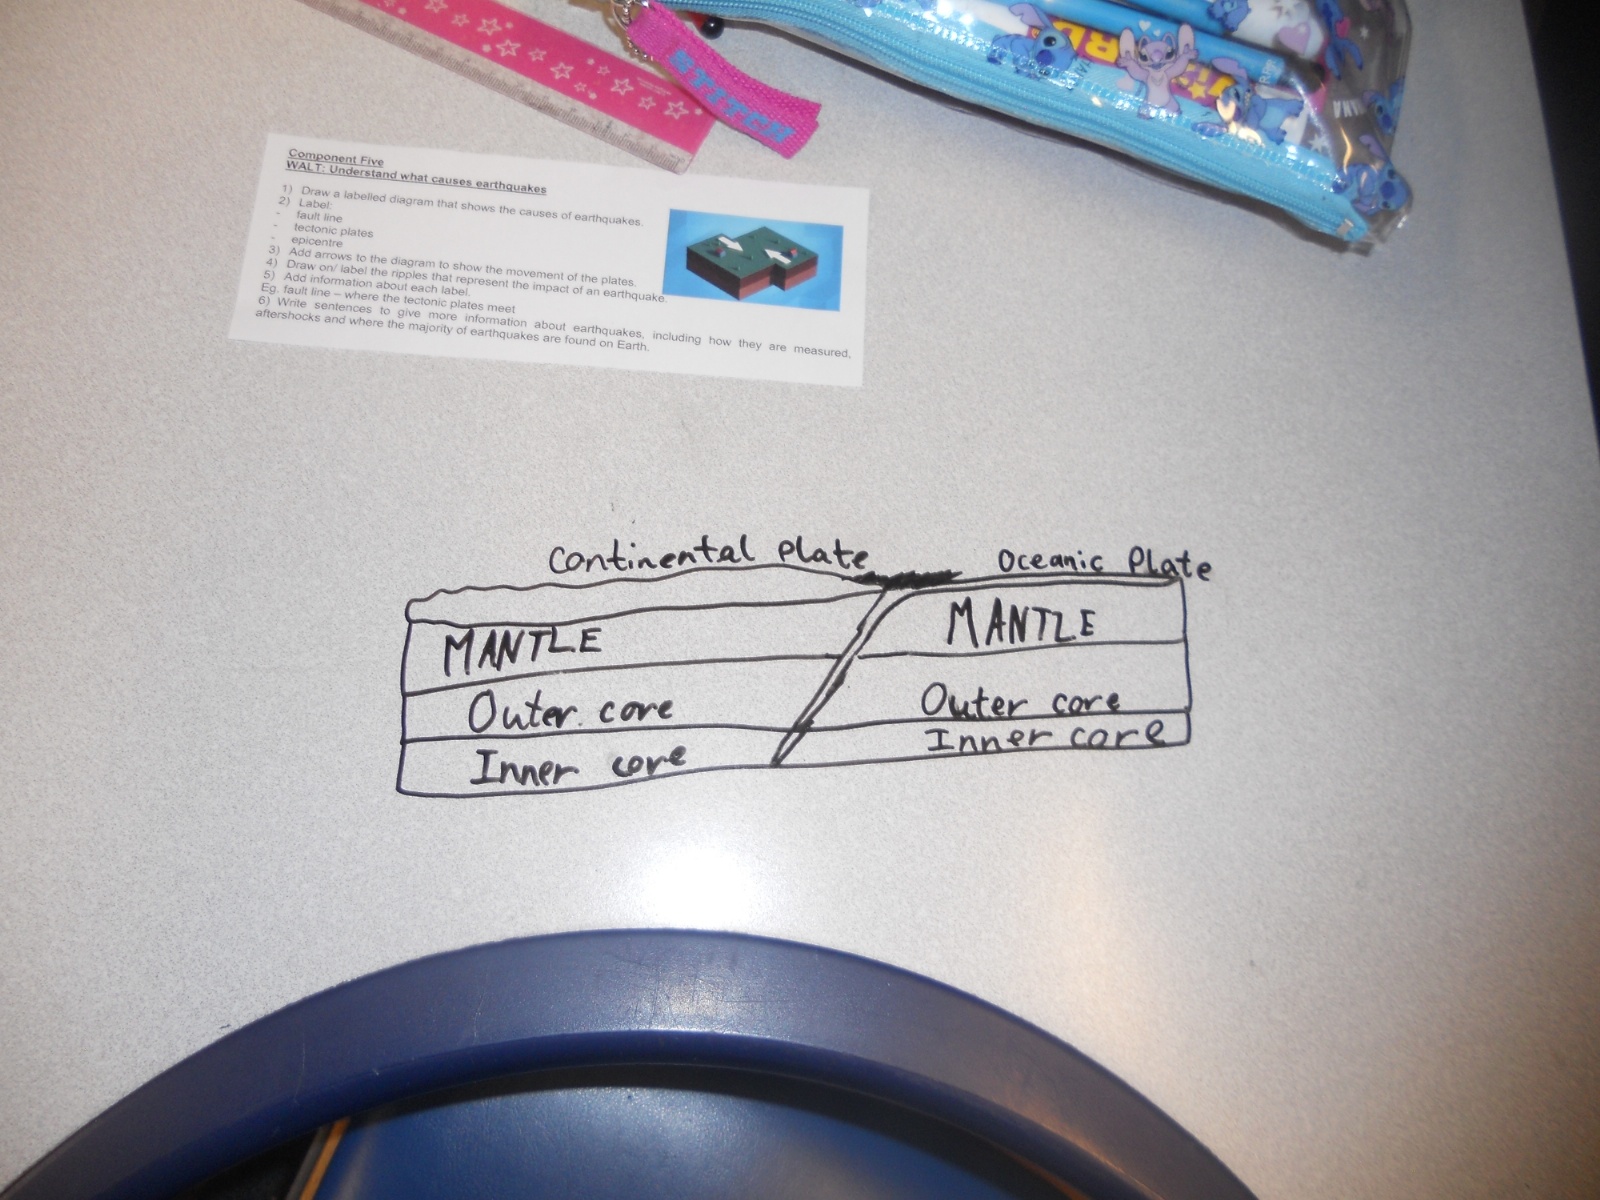 STITCH
Component Five
WALT: Understand what causes earthquakes
1) Draw a labelled diagram that shows the causes of earthquakes.
2) Label:
- fault line
- tectonic plates
- epicentre
3) Add arrows to the diagram to show the movement of the plates.
4) Draw on/ label the ripples that represent the impact of an earthquake.
5) Add information about each label.
Eg. fault line – where the tectonic plates meet
6) Write sentences to give more information about earthquakes, including how they are measured,
aftershocks and where the majority of earthquakes are found on Earth.
Continental Plate Oceanic Plate
MANTLE MANTLE
Outer core Outer core
Inner core Inner core